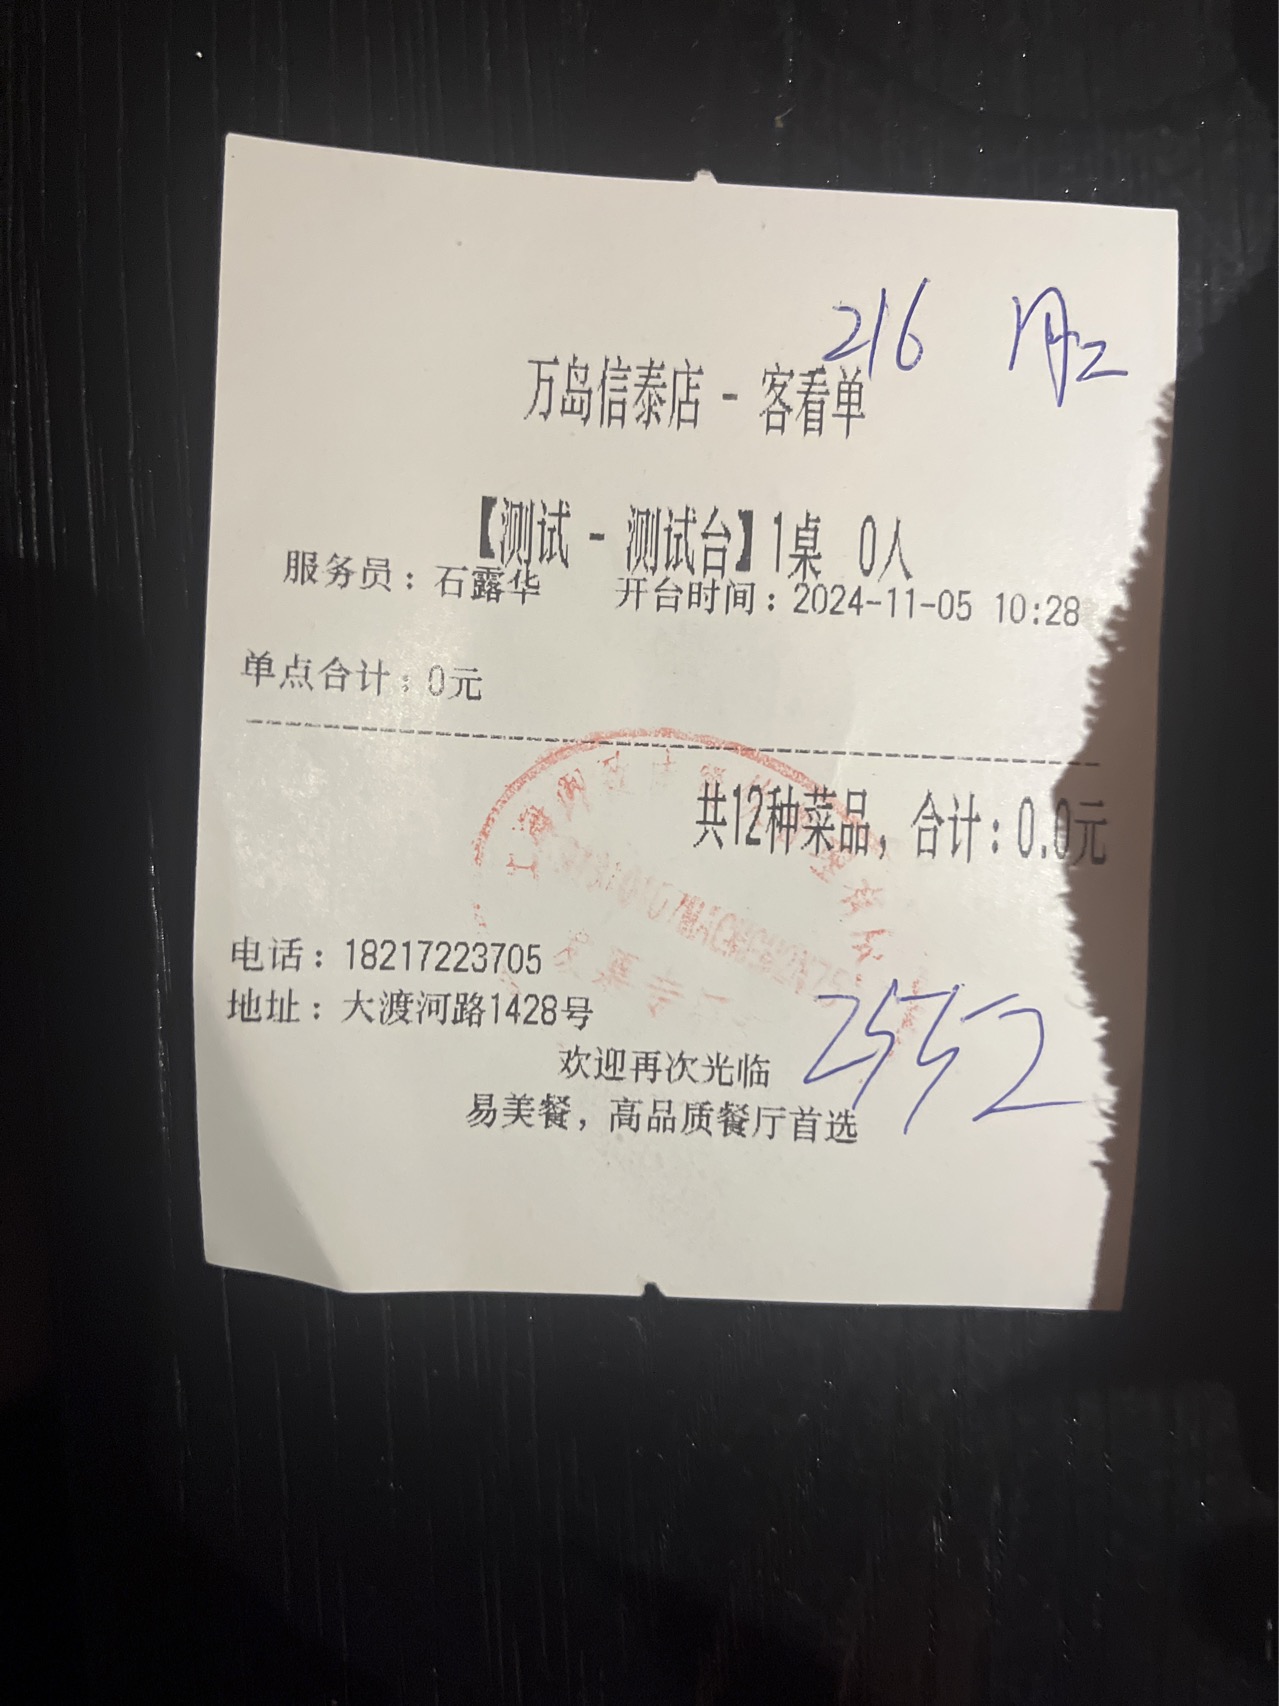 216
万岛信泰店 - 客看单
【测试 - 测试台】1桌 0人
服务员：石露华 开台时间：2024-11-05 10:28
单点合计：0元
共12种菜品，合计：0.0元
电话：18217223705
地址：大渡河路1428号
2552
欢迎再次光临
易美餐，高品质餐厅首选